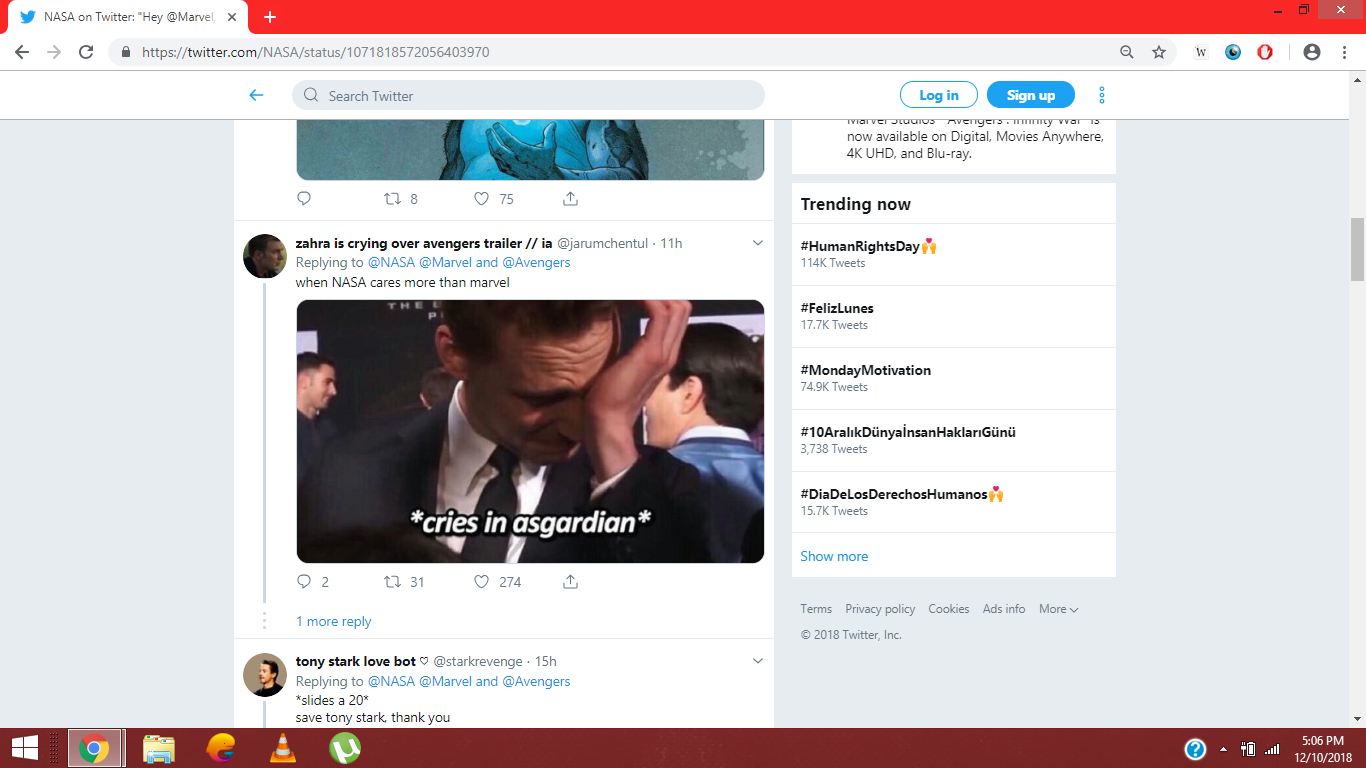 NASA on Twitter: "Hey @Marvel,
https://twitter.com/NASA/status/1071818572056403970
Search Twitter
Log in
Sign up
Marvel Studios' "Avengers : Infinity War" is
now available on Digital, Movies Anywhere,
4K UHD, and Blu-ray.
8
75
zahra is crying over avengers trailer // ia @jarumchentul · 11h
Replying to @NASA @Marvel and @Avengers
when NASA cares more than marvel
THE
*cries in asgardian*
2
31
274
1 more reply
tony stark love bot ♡ @starkrevenge · 15h
Replying to @NASA @Marvel and @Avengers
*slides a 20*
save tony stark, thank you
Trending now
#HumanRightsDay
114K Tweets
#FelizLunes
17.7K Tweets
#MondayMotivation
74.9K Tweets
#10AralıkDünyaİnsanHaklarıGünü
3,738 Tweets
#DiaDeLosDerechosHumanos
15.7K Tweets
Show more
Terms Privacy policy Cookies Ads info More
© 2018 Twitter, Inc.
5:06 PM
12/10/2018